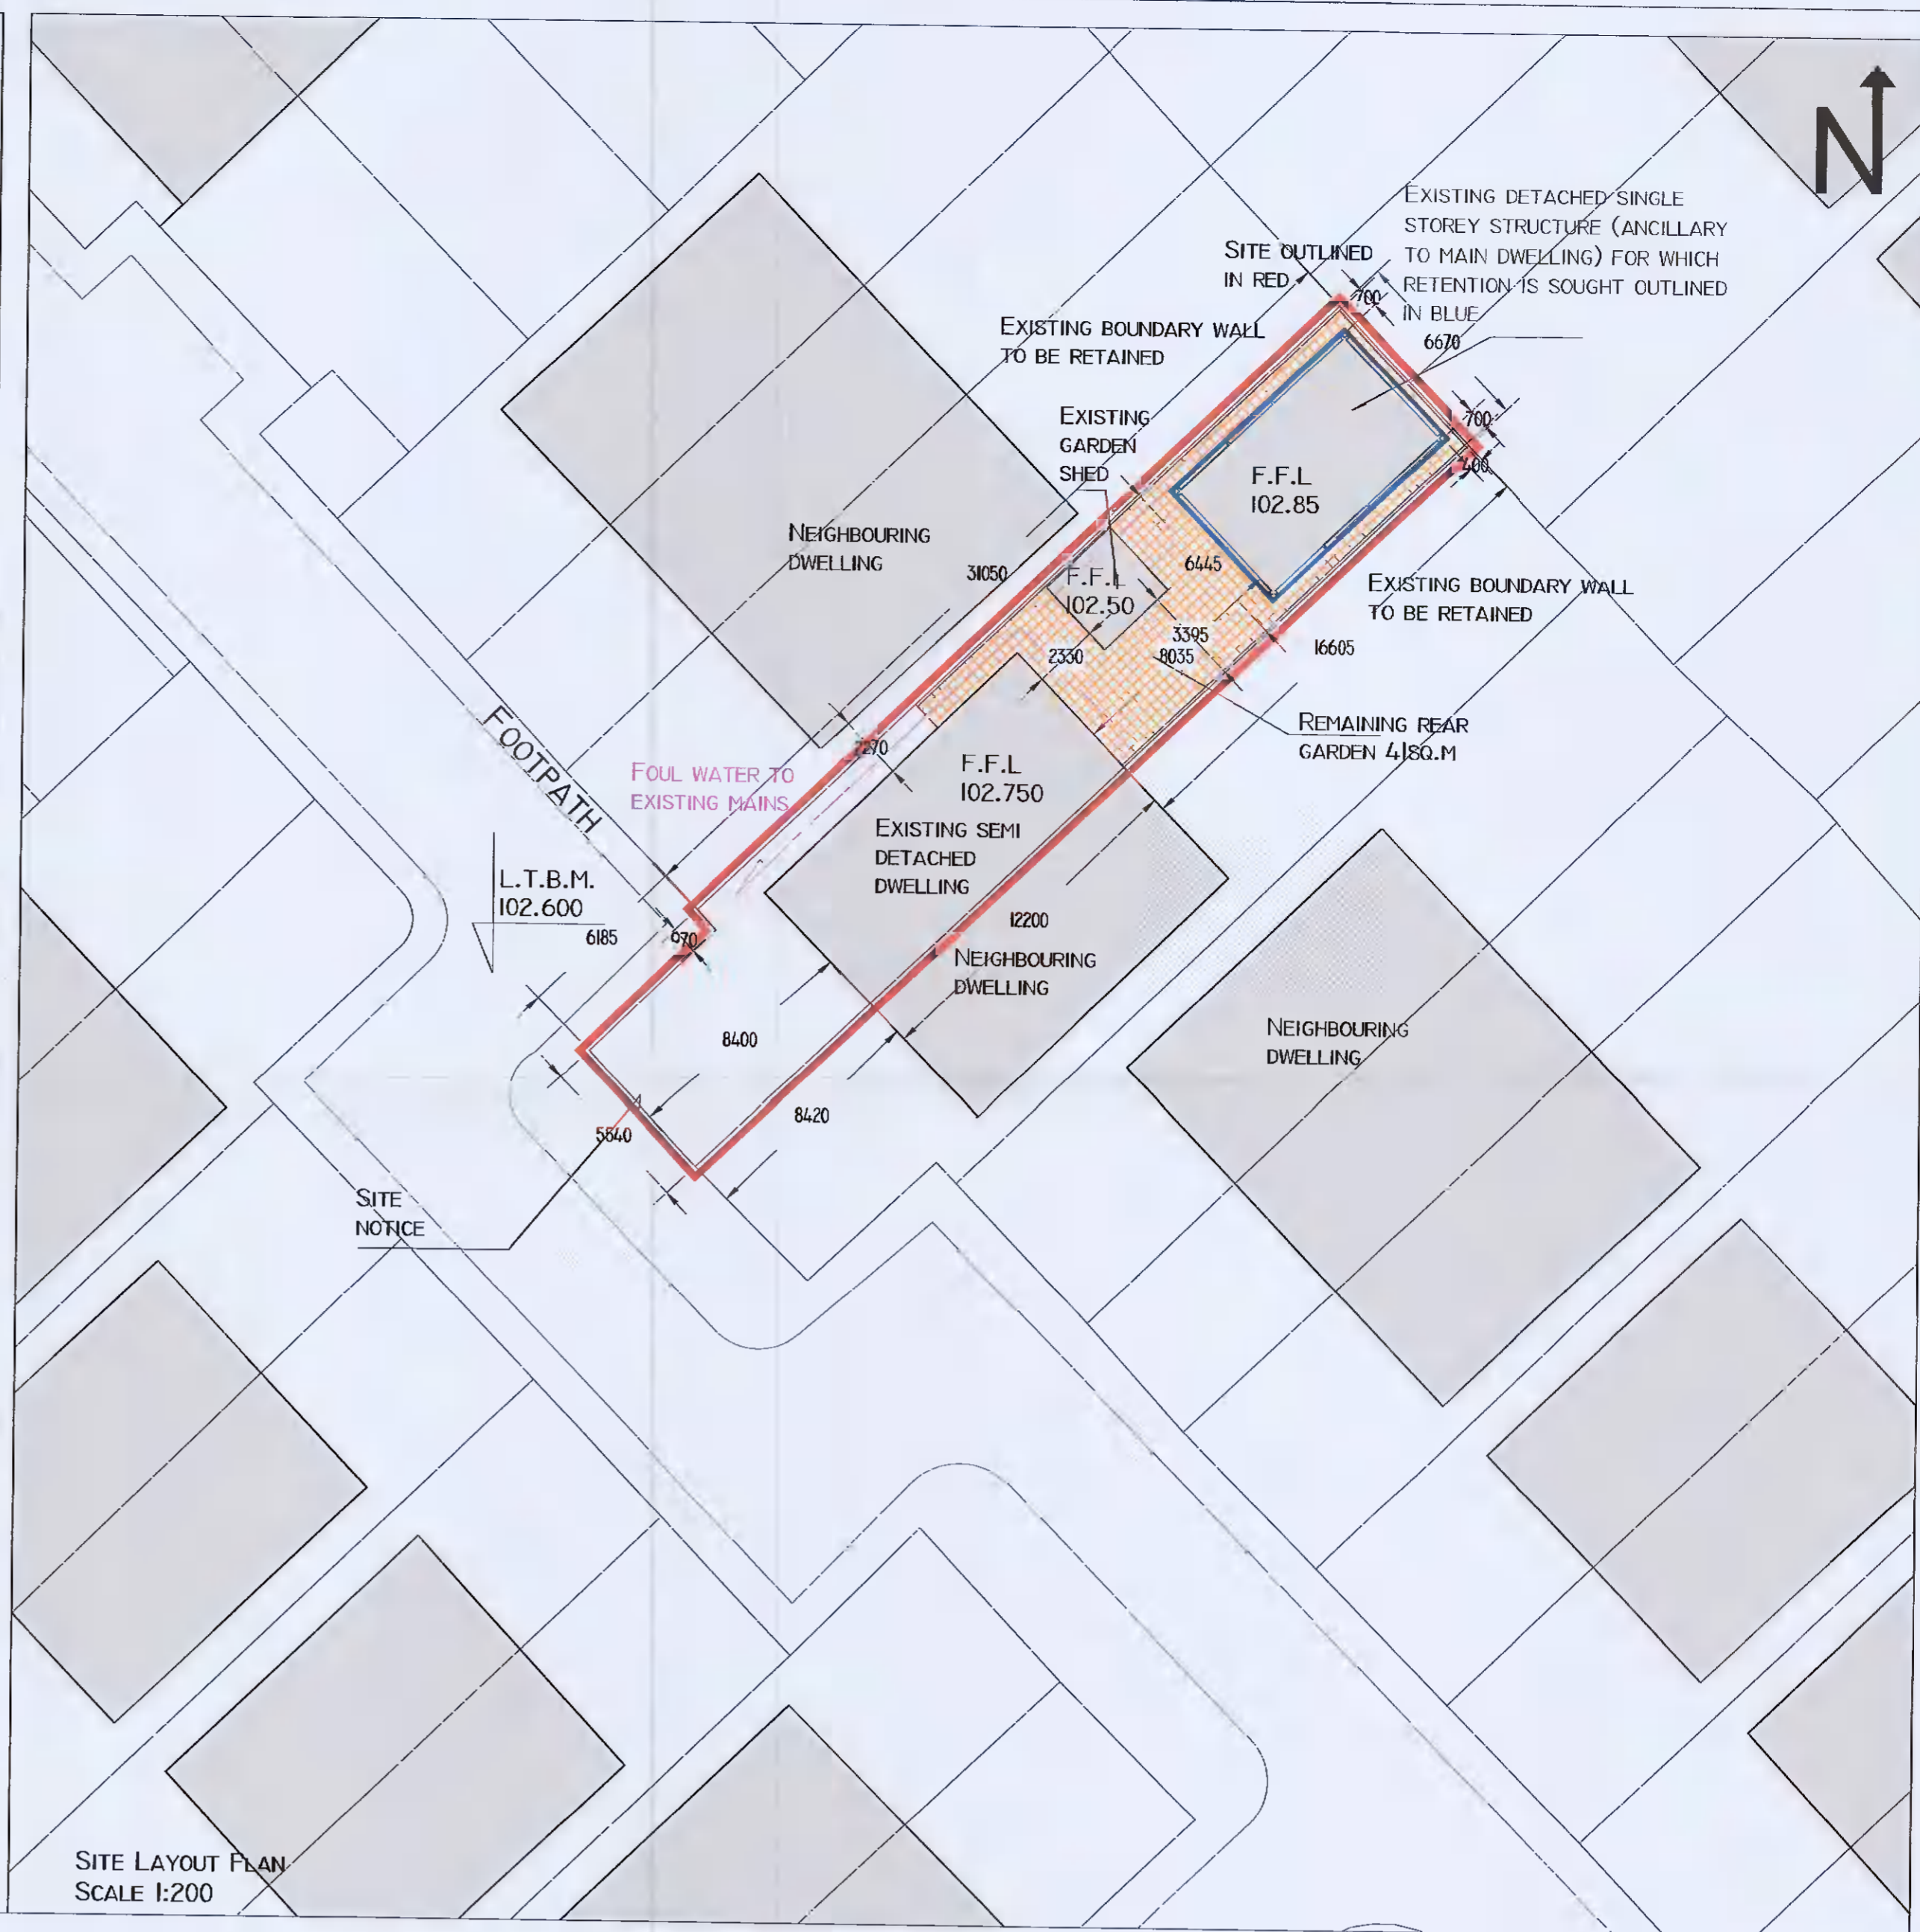 N
EXISTING DETACHED SINGLE
STOREY STRUCTURE (ANCILLARY
TO MAIN DWELLING) FOR WHICH
RETENTION IS SOUGHT OUTLINED
IN BLUE
SITE OUTLINED
IN RED
700
6670
EXISTING BOUNDARY WALL
TO BE RETAINED
EXISTING
GARDEN
SHED
700
400
F.F.L
102.85
NEIGHBOURING
DWELLING
31050
F.F.L
102.50
6445
EXISTING BOUNDARY WALL
TO BE RETAINED
3395
2330
8035
16605
REMAINING REAR
GARDEN 41SQ.M
FOOTPATH
7270
FOUL WATER TO
EXISTING MAINS
F.F.L
102.750
EXISTING SEMI
DETACHED
DWELLING
L.T.B.M.
102.600
6185
970
12200
NEIGHBOURING
DWELLING
NEIGHBOURING
DWELLING
8400
8420
5540
SITE
NOTICE
SITE LAYOUT PLAN
SCALE 1:200